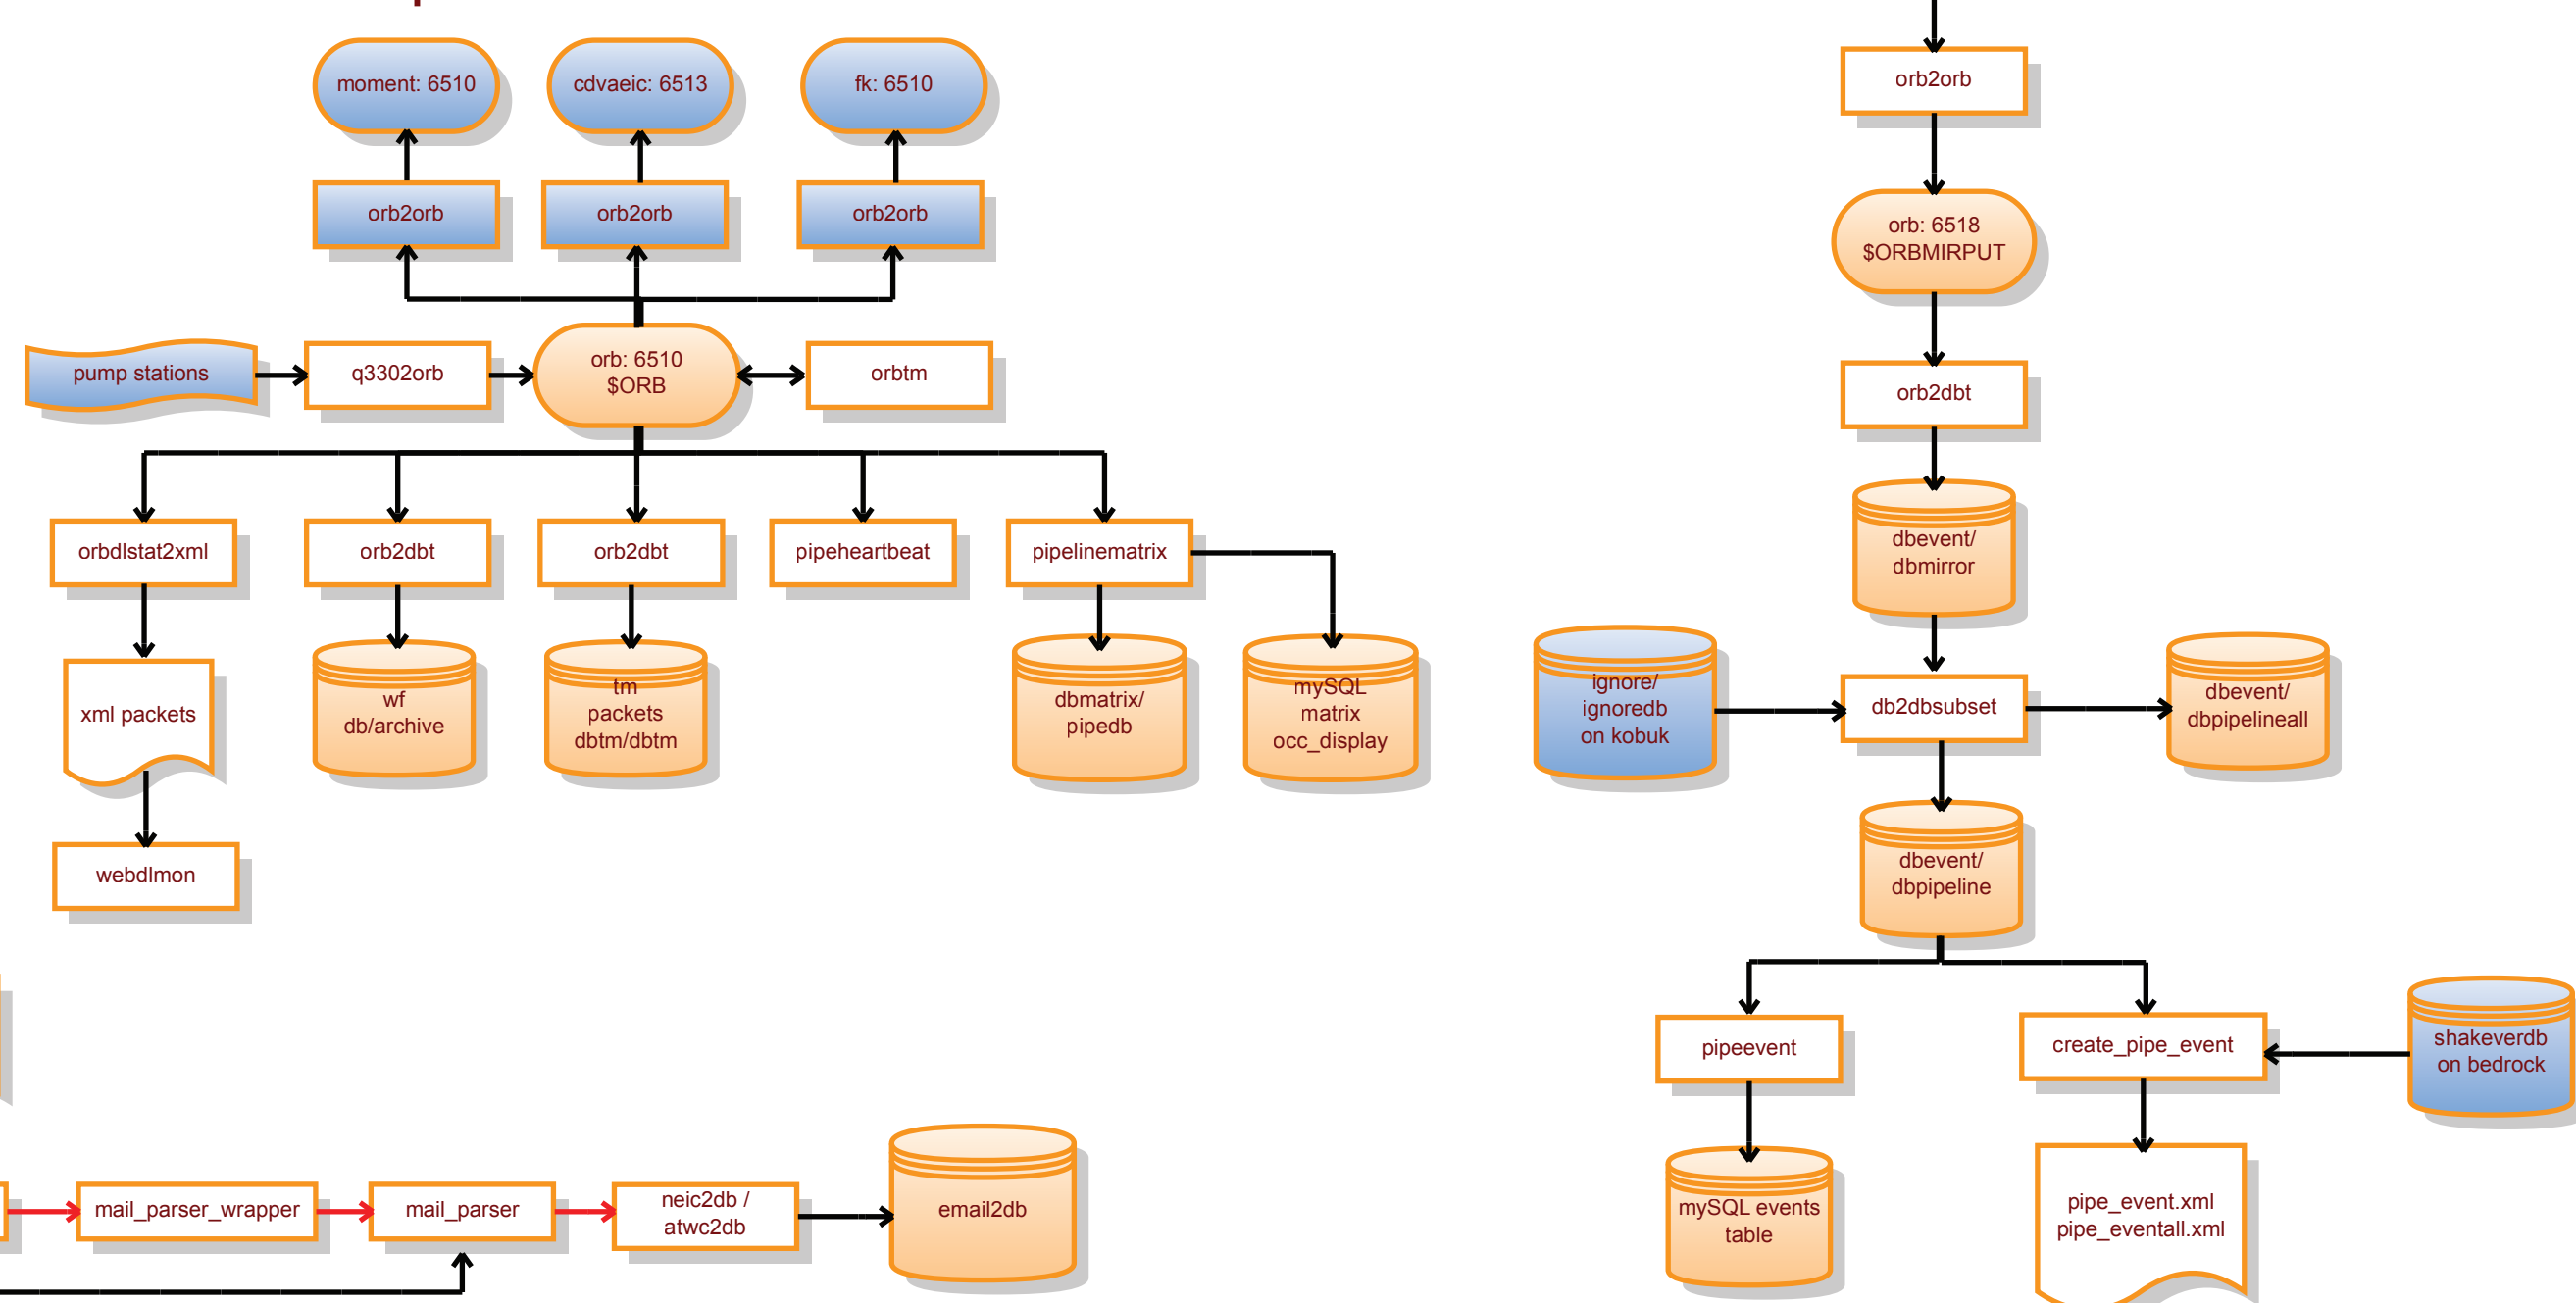 moment: 6510
cdvaeic: 6513
fk: 6510
orb2orb
orb2orb
orb2orb
orb2orb
orb: 6518
$ORBMIRPUT
pump stations
q3302orb
orb: 6510
$ORB
orbtm
orb2dbt
orbdlstat2xml
orb2dbt
orb2dbt
pipeheartbeat
pipelinematrix
dbevent/
dbmirror
xml packets
wf
db/archive
tm
packets
dbtm/dbtm
dbmatrix/
pipedb
mySQL
matrix
occ_display
ignore/
ignoredb
on kobuk
db2dbsubset
dbevent/
dbpipelineall
webdlmon
dbevent/
dbpipeline
pipeevent
create_pipe_event
shakeverdb
on bedrock
mail_parser_wrapper
mail_parser
neic2db /
atwc2db
email2db
mySQL events
table
pipe_event.xml
pipe_eventall.xml